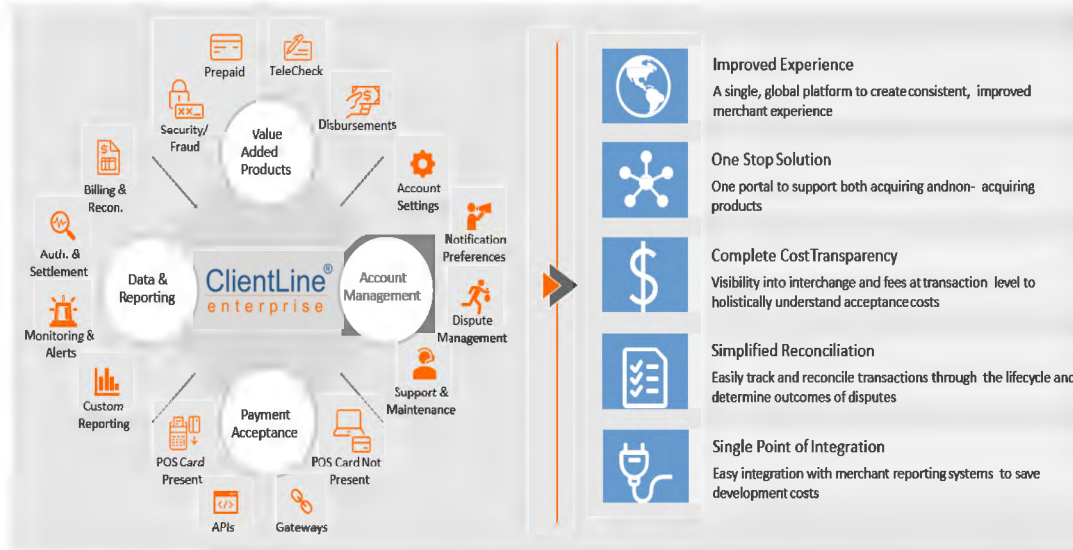 Prepaid
TeleCheck
Security/
Fraud
XX_
Disbursements
Value
Added
Products
Billing &
Recon.
Account
Settings
Auth. &
Settlement
Notification
Preferences
Data &
Reporting
ClientLine®
enterprise
Account
Management
Monitoring &
Alerts
Dispute
Management
Custom
Reporting
Support &
Maintenance
Payment
Acceptance
POS Card
Present
POS Card Not
Present
APIs
Gateways
Improved Experience
A single, global platform to create consistent, improved
merchant experience
One Stop Solution
One portal to support both acquiring andnon- acquiring
products
Complete CostTransparency
Visibility into interchange and fees at transaction level to
holistically understand acceptance costs
Simplified Reconciliation
Easily track and reconcile transactions through the lifecycle and
determine outcomes of disputes
Single Point of Integration
Easy integration with merchant reporting systems to save
development costs